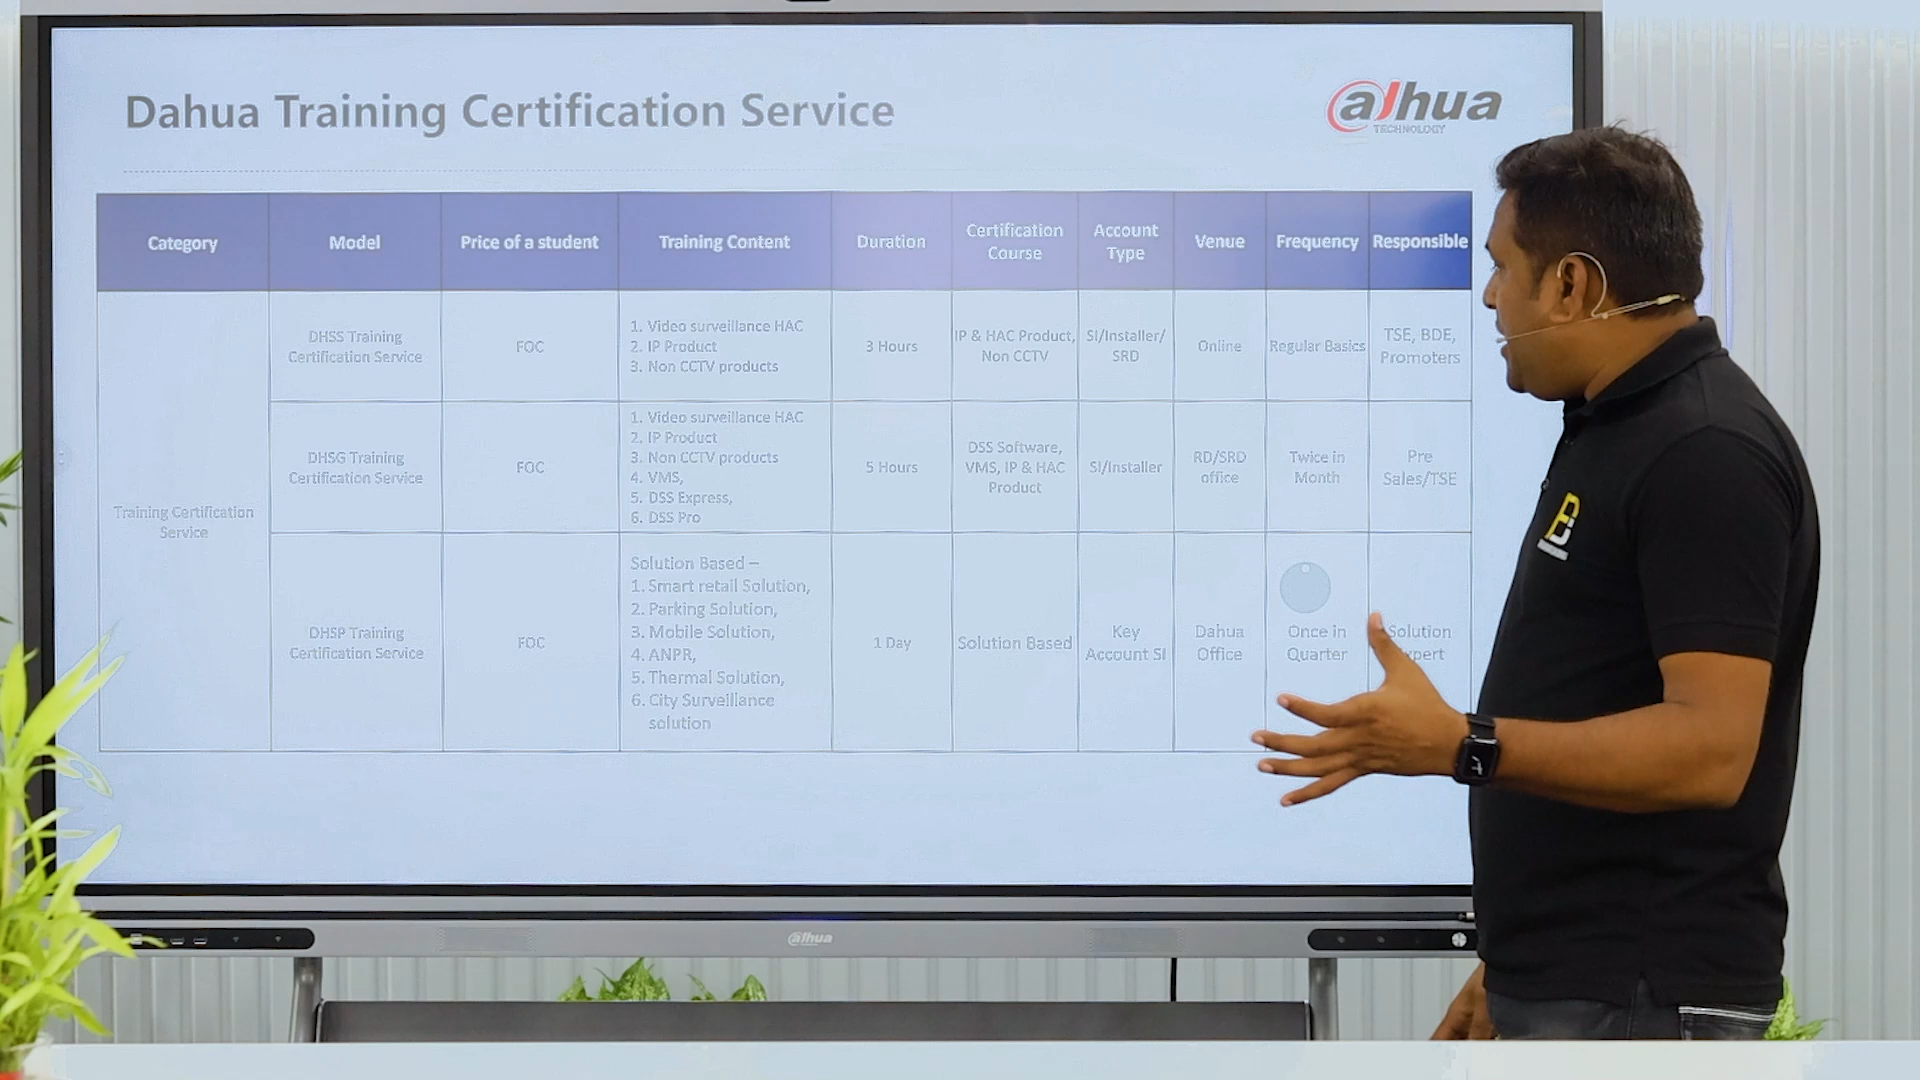 Dahua Training Certification Service
alhua
TECHNOLOGY
Category
Model
Price of a student
Training Content
Duration
Certification
Course
Account
Type
Venue
Frequency
Responsible
Training Certification
Service
DHSS Training
Certification Service
FOC
1. Video surveillance HAC
2. IP Product
3. Non CCTV products
3 Hours
IP & HAC Product,
Non CCTV
SI/Installer/
SRD
Online
Regular Basics
TSE, BDE,
Promoters
DHSG Training
Certification Service
FOC
1. Video surveillance HAC
2. IP Product
3. Non CCTV products
4. VMS,
5. DSS Express,
6. DSS Pro
5 Hours
DSS Software,
VMS, IP & HAC
Product
SI/Installer
RD/SRD
office
Twice in
Month
Pre
Sales/TSE
DHSP Training
Certification Service
FOC
Solution Based –
1. Smart retail Solution,
2. Parking Solution,
3. Mobile Solution,
4. ANPR,
5. Thermal Solution,
6. City Surveillance
solution
1 Day
Solution Based
Key
Account SI
Dahua
Office
Once in
Quarter
Solution
xpert
alhua